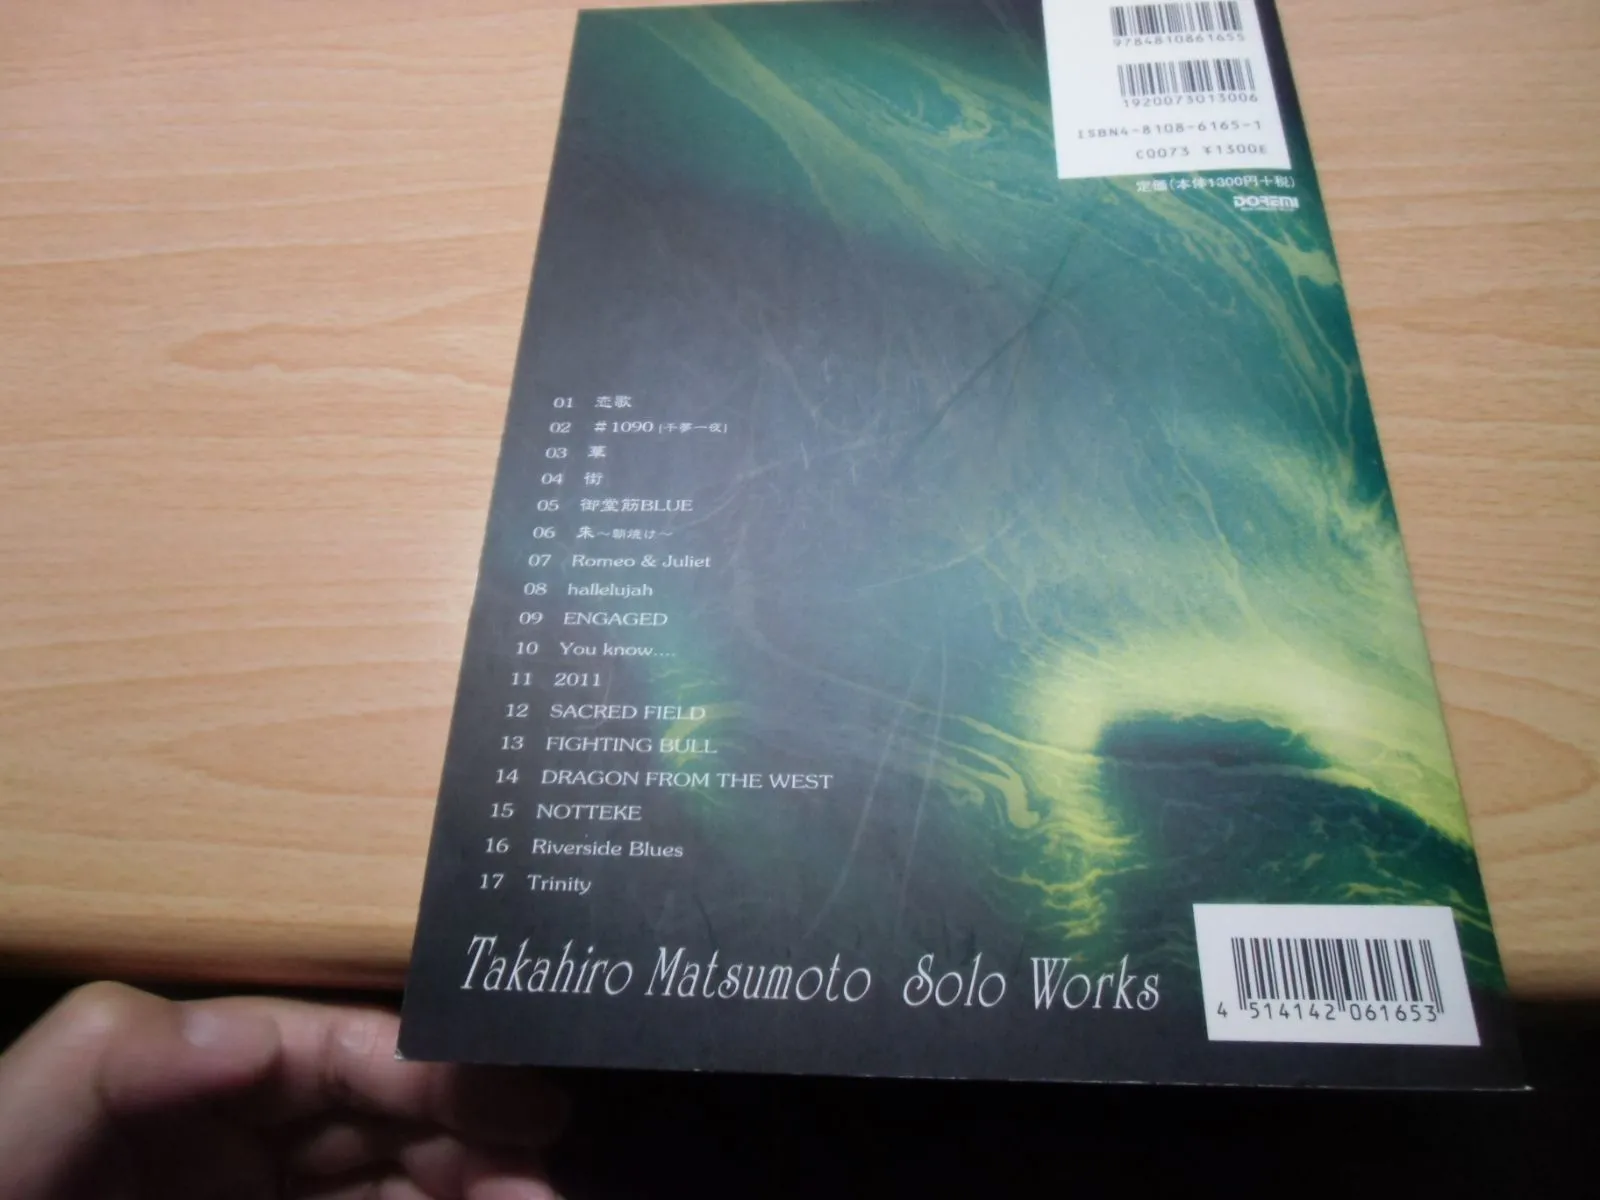 9784810861655
1920073013006
ISBN4-8108-6165-1
C0073 ¥1300E
定価(本体1300円+税)
DOREMI
01 恋歌
02 #1090 [千夢一夜]
03 華
04 街
05 御堂筋BLUE
06 朱～朝焼け～
07 Romeo & Juliet
08 hallelujah
09 ENGAGED
10 You know....
11 2011
12 SACRED FIELD
13 FIGHTING BULL
14 DRAGON FROM THE WEST
15 NOTTEKE
16 Riverside Blues
17 Trinity
Takahiro Matsumoto Solo Works
4 514142 061653